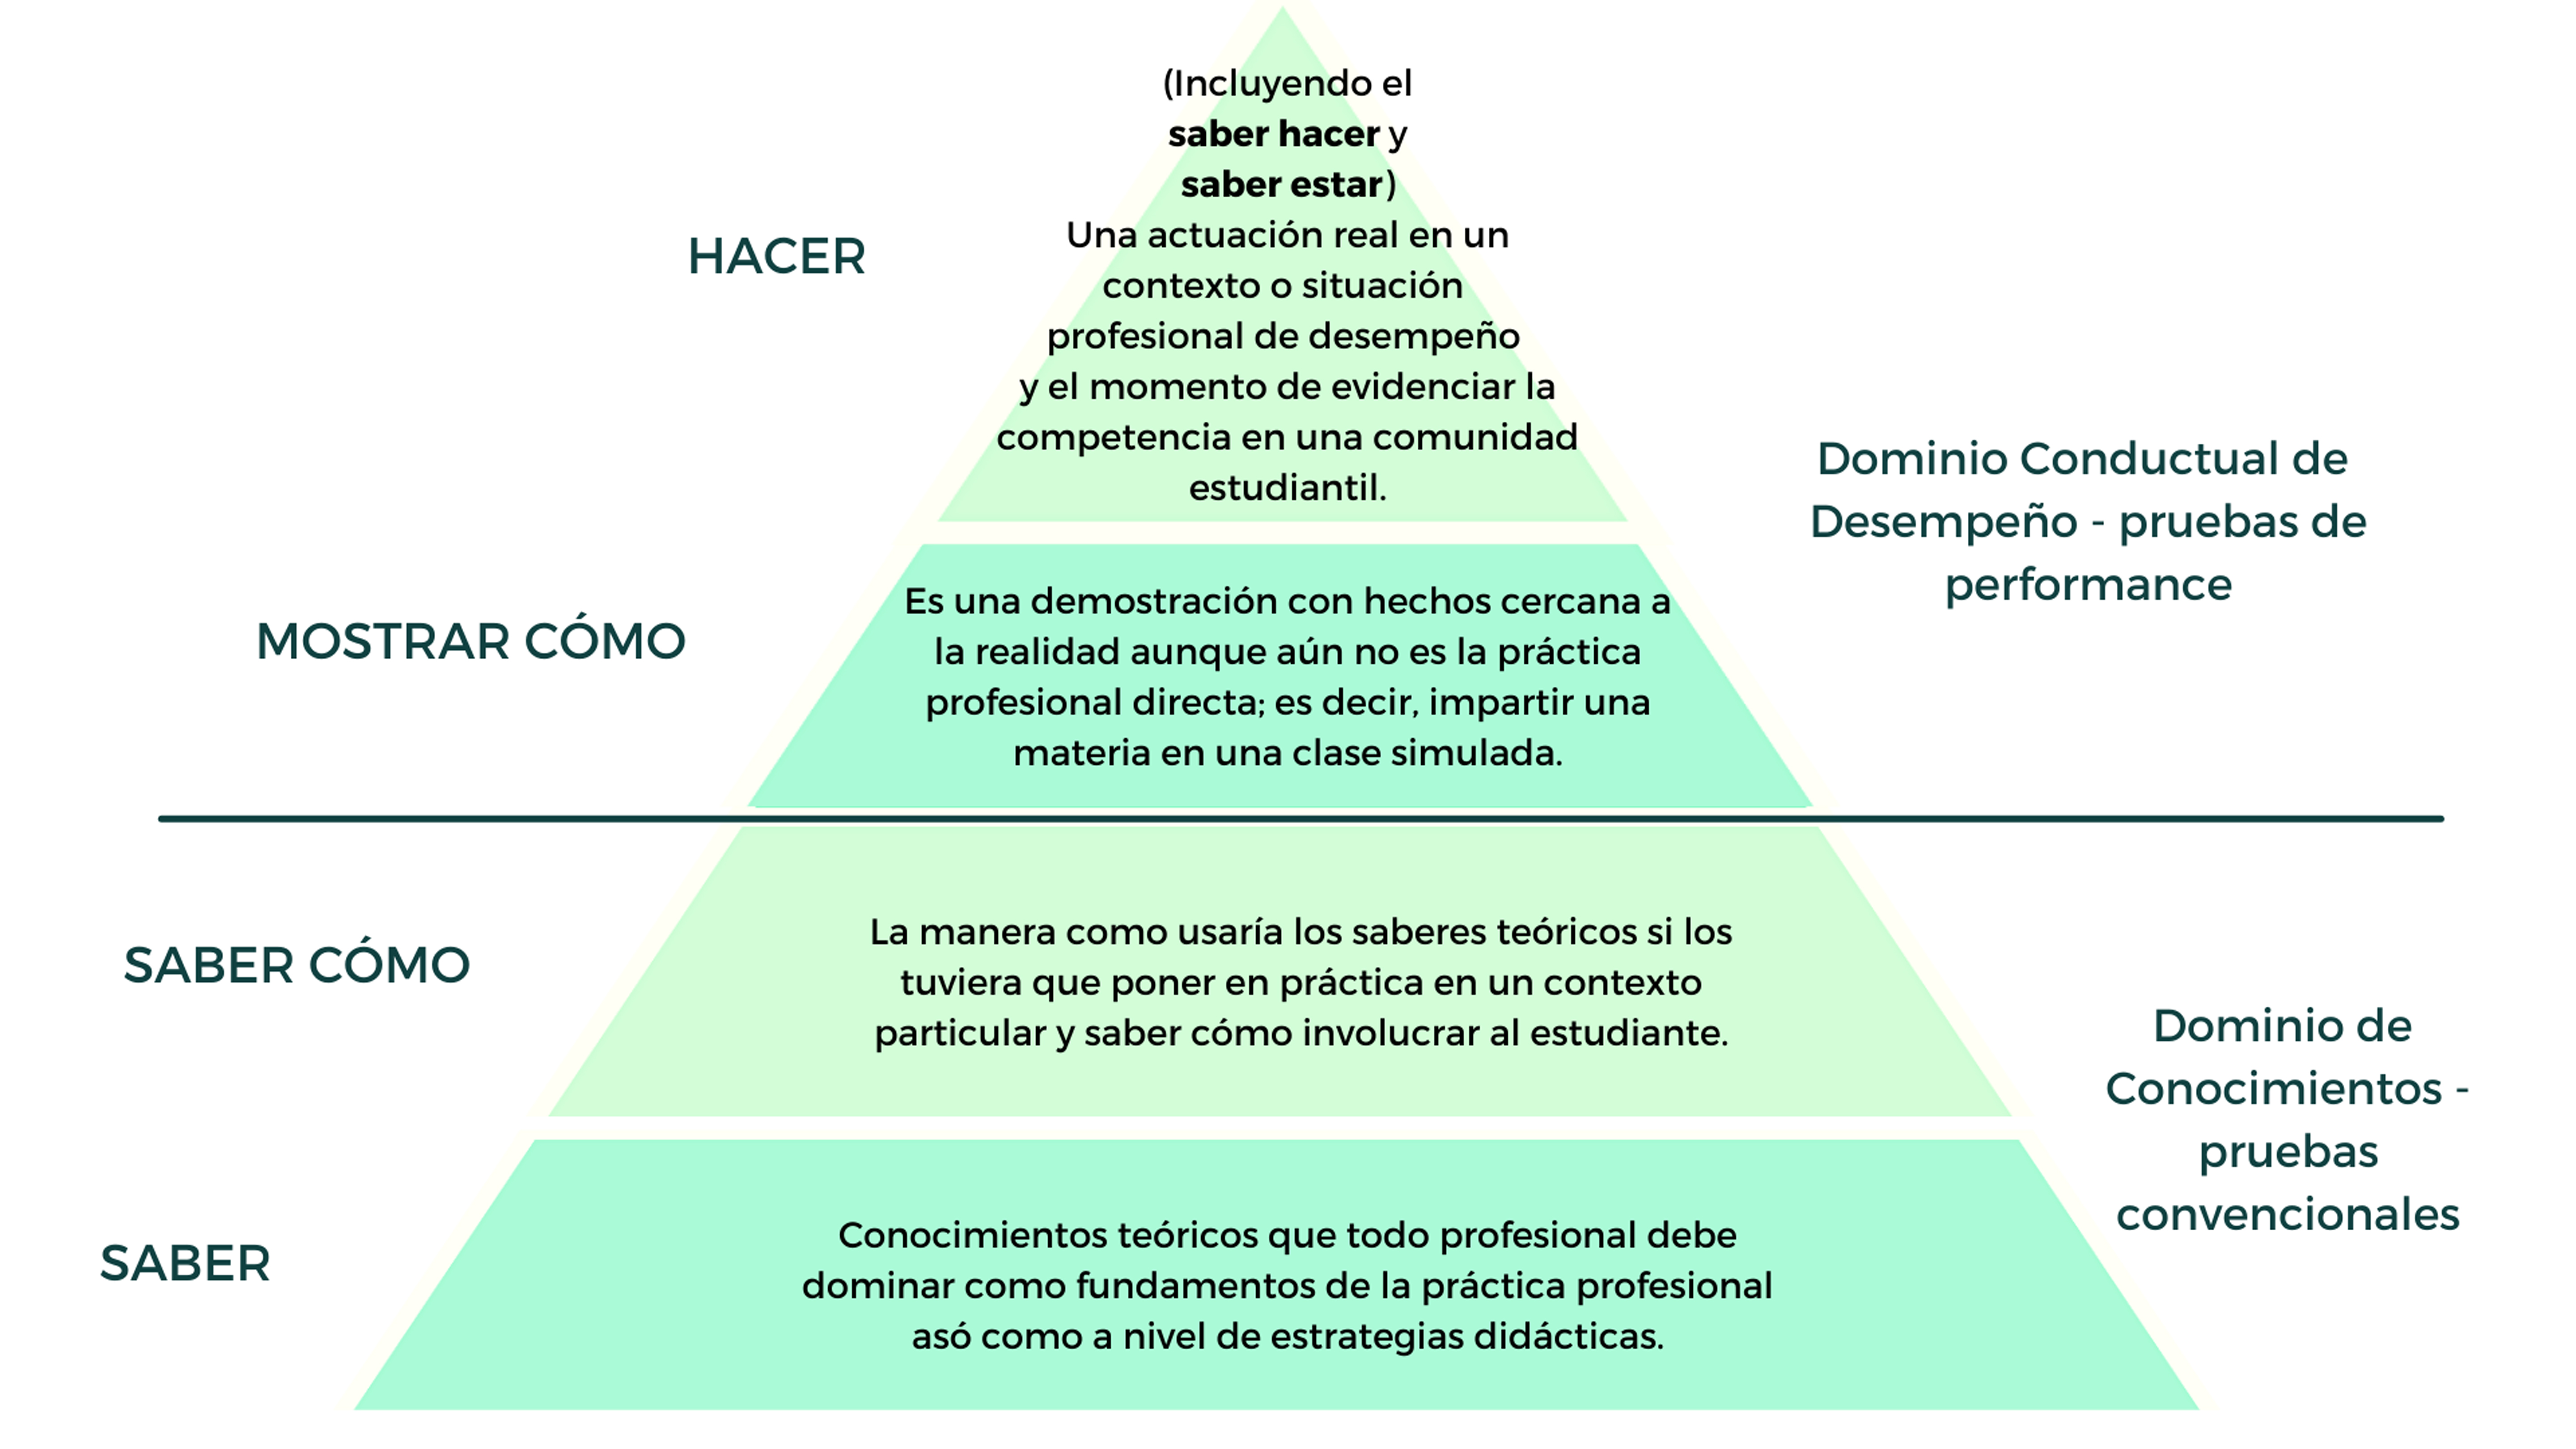 (Incluyendo el
saber hacer y
saber estar)
Una actuación real en un
contexto o situación
profesional de desempeño
y el momento de evidenciar la
competencia en una comunidad
estudiantil.
HACER
Dominio Conductual de
Desempeño - pruebas de
performance
MOSTRAR CÓMO
Es una demostración con hechos cercana a
la realidad aunque aún no es la práctica
profesional directa; es decir, impartir una
materia en una clase simulada.
SABER CÓMO
La manera como usaría los saberes teóricos si los
tuviera que poner en práctica en un contexto
particular y saber cómo involucrar al estudiante.
Dominio de
Conocimientos -
pruebas
convencionales
SABER
Conocimientos teóricos que todo profesional debe
dominar como fundamentos de la práctica profesional
asó como a nivel de estrategias didácticas.